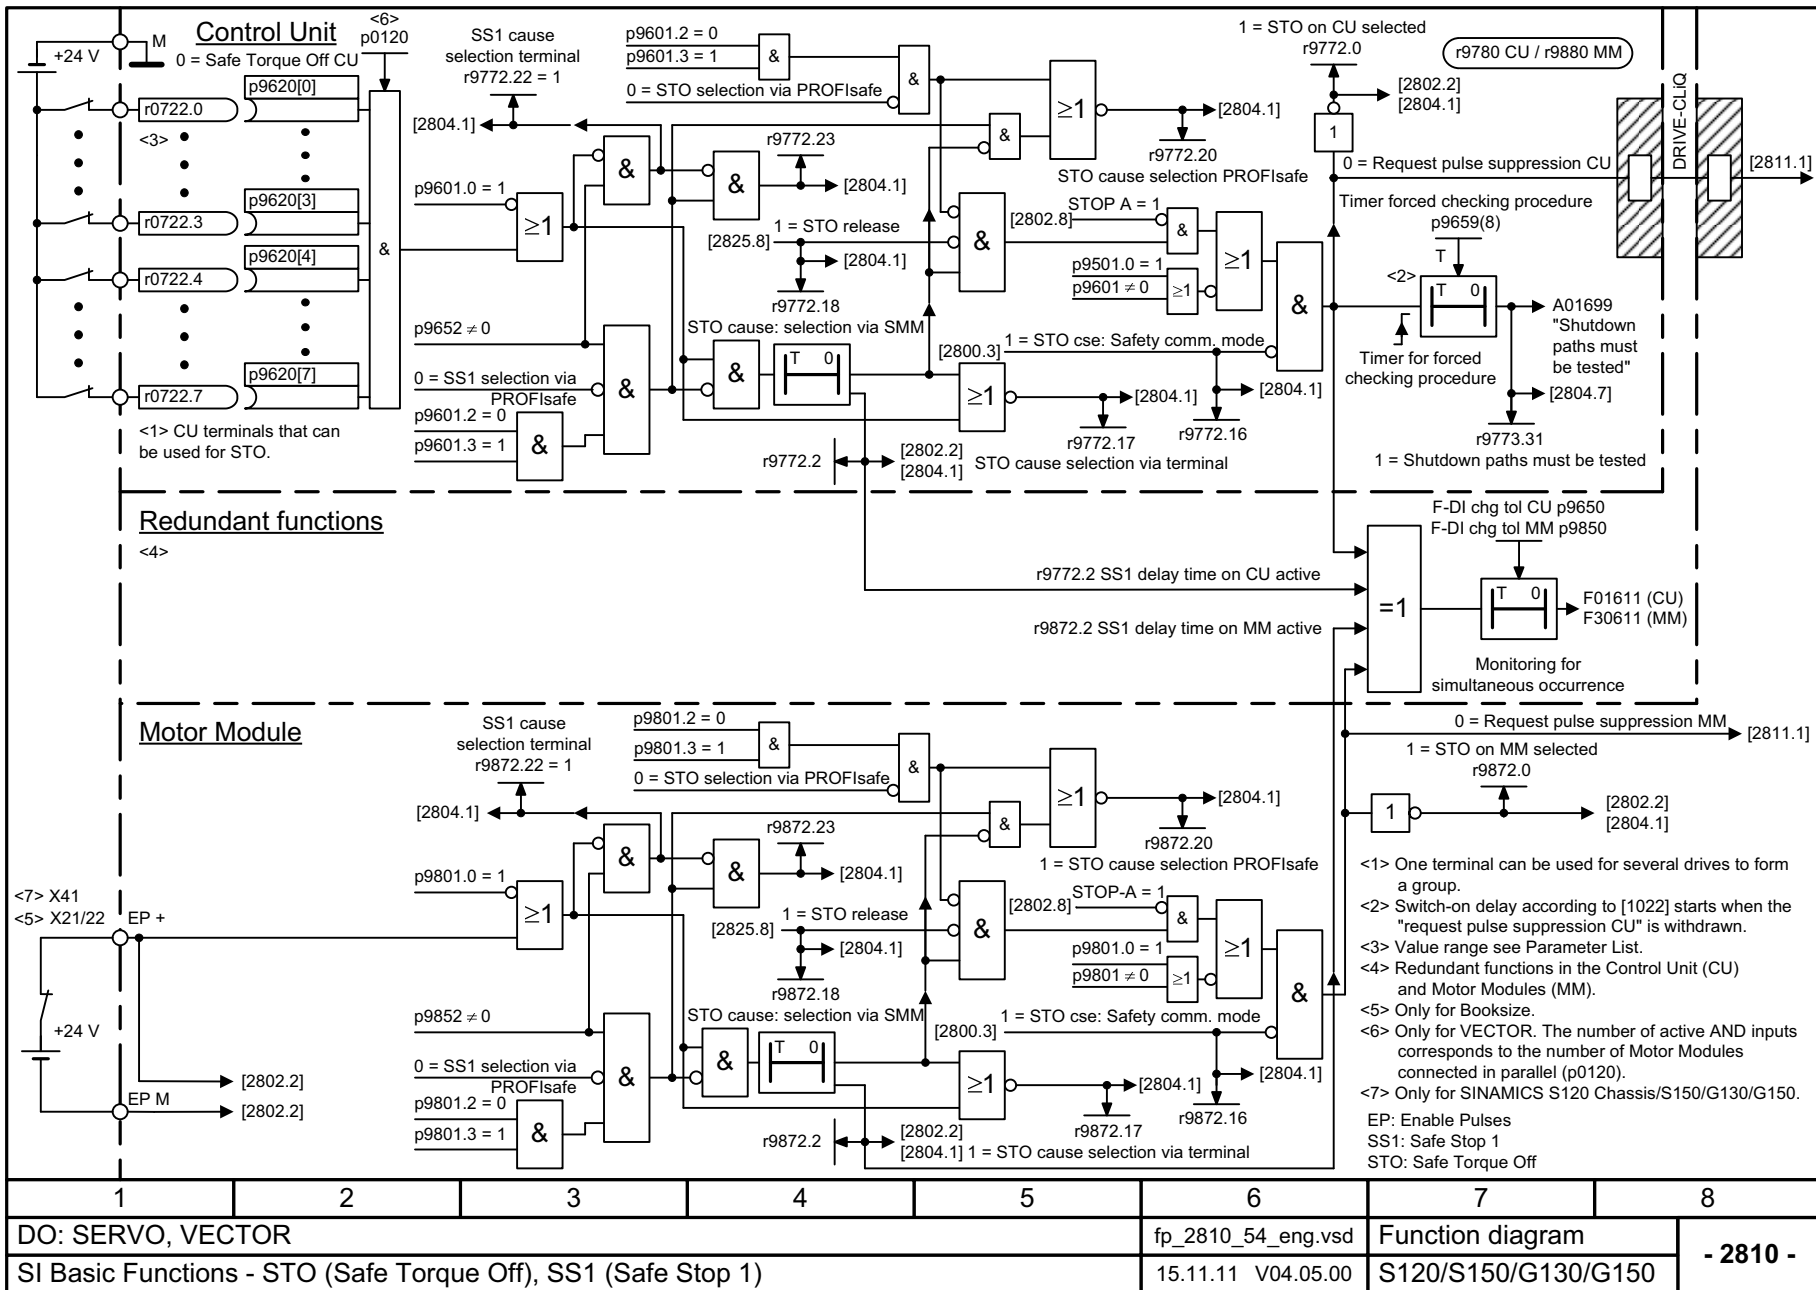 Control Unit
<6>
p0120
M
+24 V
0 = Safe Torque Off CU
p9620[0]
r0722.0
<3>
p9620[3]
r0722.3
p9620[4]
r0722.4
p9620[7]
r0722.7
&
<1> CU terminals that can
be used for STO.
SS1 cause
selection terminal
r9772.22 = 1
[2804.1]
p9601.0 = 1
≥1
&
p9652 ≠ 0
0 = SS1 selection via
PROFIsafe
&
p9601.2 = 0
p9601.3 = 1
&
p9601.2 = 0
p9601.3 = 1
&
0 = STO selection via PROFIsafe
&
r9772.23
&
[2804.1]
1 = STO release
[2825.8]
[2804.1]
r9772.18
STO cause: selection via SMM
&
T 0
r9772.2
[2802.2]
[2804.1]
≥1
&
[2804.1]
r9772.20
STO cause selection PROFIsafe
&
[2802.8]
STOP A = 1
&
p9501.0 = 1
p9601 ≠ 0
≥1
≥1
&
[2800.3]
1 = STO cse: Safety comm. mode
≥1
[2804.1]
r9772.17
STO cause selection via terminal
[2804.1]
r9772.16
1 = STO on CU selected
r9772.0
[2802.2]
[2804.1]
1
r9780 CU / r9880 MM
0 = Request pulse suppression CU
DRIVE-CLiQ
[2811.1]
Timer forced checking procedure
p9659(8)
T
<2>
T 0
Timer for forced
checking procedure
A01699
"Shutdown
paths must
be tested"
[2804.7]
r9773.31
1 = Shutdown paths must be tested
Redundant functions
<4>
r9772.2 SS1 delay time on CU active
r9872.2 SS1 delay time on MM active
=1
F-DI chg tol CU p9650
F-DI chg tol MM p9850
T 0
F01611 (CU)
F30611 (MM)
Monitoring for
simultaneous occurrence
Motor Module
SS1 cause
selection terminal
r9872.22 = 1
[2804.1]
p9801.0 = 1
≥1
&
<7> X41
<5> X21/22
EP +
+24 V
EP M
[2802.2]
[2802.2]
p9852 ≠ 0
0 = SS1 selection via
PROFIsafe
&
p9801.2 = 0
p9801.3 = 1
&
p9801.2 = 0
p9801.3 = 1
&
0 = STO selection via PROFIsafe
&
r9872.23
&
[2804.1]
1 = STO release
[2825.8]
[2804.1]
r9872.18
STO cause: selection via SMM
&
T 0
r9872.2
[2802.2]
[2804.1]
1 = STO cause selection via terminal
≥1
&
[2804.1]
r9872.20
1 = STO cause selection PROFIsafe
&
[2802.8]
STOP-A = 1
&
p9801.0 = 1
p9801 ≠ 0
≥1
≥1
&
[2800.3]
1 = STO cse: Safety comm. mode
≥1
[2804.1]
r9872.17
[2804.1]
r9872.16
0 = Request pulse suppression MM
[2811.1]
1 = STO on MM selected
r9872.0
1
[2802.2]
[2804.1]
<1> One terminal can be used for several drives to form
a group.
<2> Switch-on delay according to [1022] starts when the
"request pulse suppression CU" is withdrawn.
<3> Value range see Parameter List.
<4> Redundant functions in the Control Unit (CU)
and Motor Modules (MM).
<5> Only for Booksize.
<6> Only for VECTOR. The number of active AND inputs
corresponds to the number of Motor Modules
connected in parallel (p0120).
<7> Only for SINAMICS S120 Chassis/S150/G130/G150.
EP: Enable Pulses
SS1: Safe Stop 1
STO: Safe Torque Off
1 2 3 4 5 6 7 8
DO: SERVO, VECTOR
fp_2810_54_eng.vsd
Function diagram
- 2810 -
SI Basic Functions - STO (Safe Torque Off), SS1 (Safe Stop 1)
15.11.11 V04.05.00
S120/S150/G130/G150